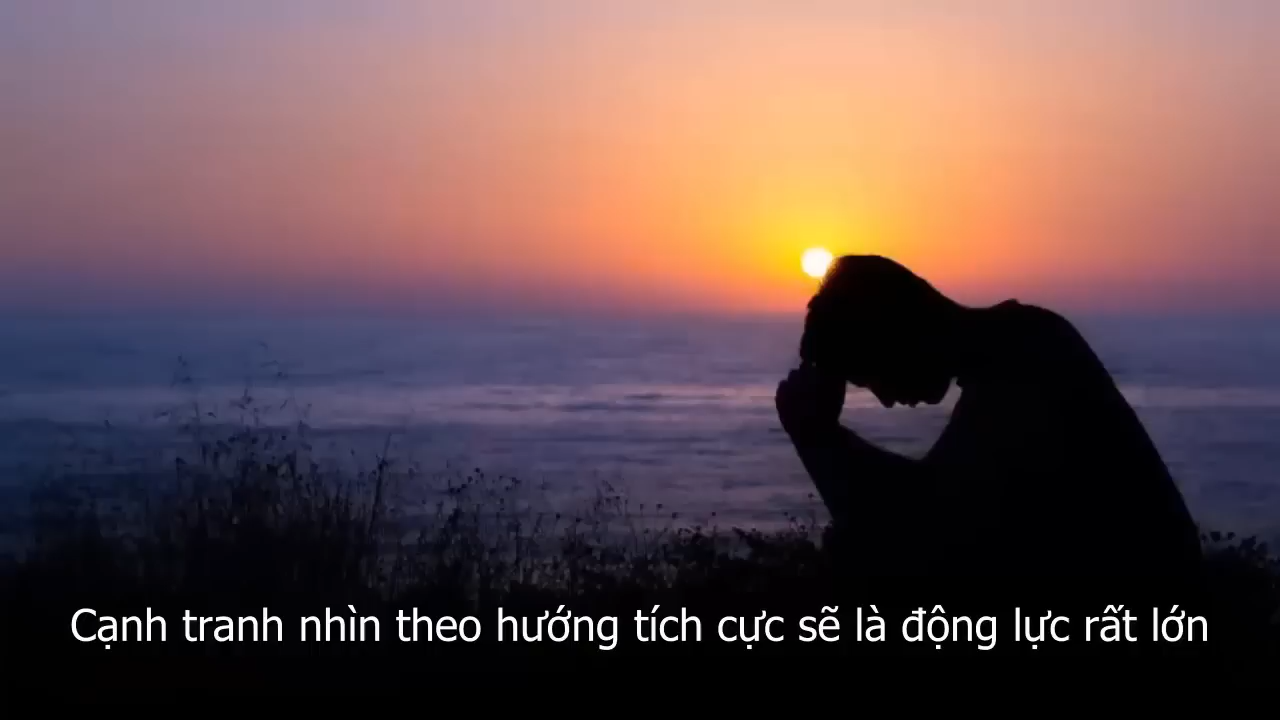 Cạnh tranh nhìn theo hướng tích cực sẽ là động lực rất lớn